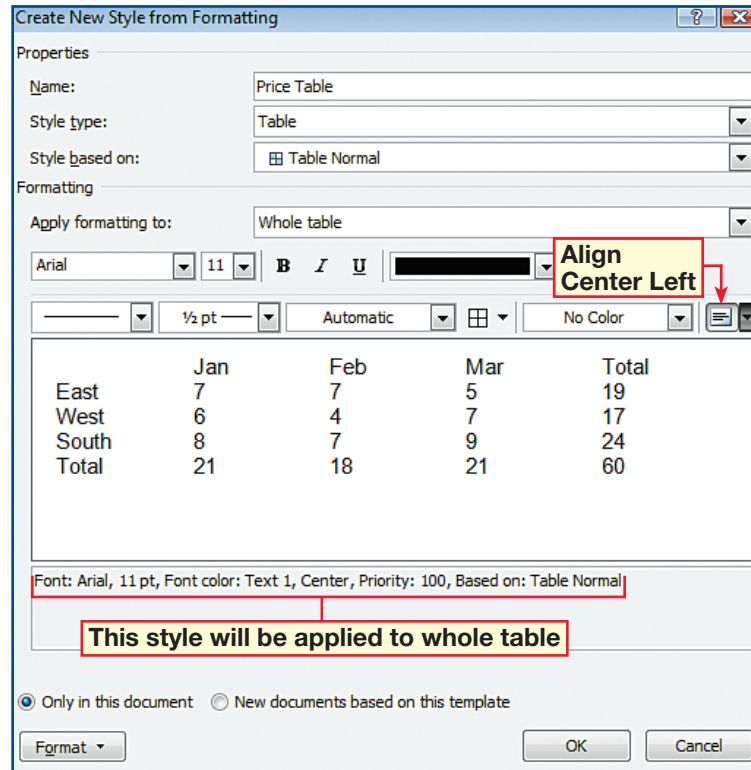 Create New Style from Formatting
Properties
Name: Price Table
Style type: Table
Style based on: Table Normal
Formatting
Apply formatting to: Whole table
Arial 11 B I U
Align
Center Left
½ pt Automatic No Color
Jan Feb Mar Total
East 7 7 5 19
West 6 4 7 17
South 8 7 9 24
Total 21 18 21 60
Font: Arial, 11 pt, Font color: Text 1, Center, Priority: 100, Based on: Table Normal
This style will be applied to whole table
Only in this document New documents based on this template
Format OK Cancel